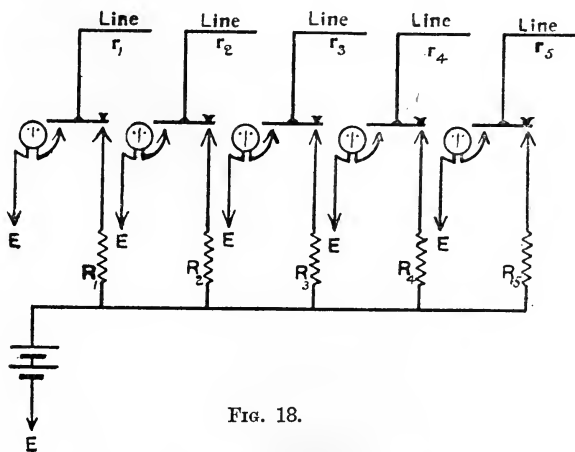 Line Line Line Line Line
r₁ r₂ r₃ r₄ r₅
E E E E E
R₁ R₂ R₃ R₄ R₅
E
FIG. 18.